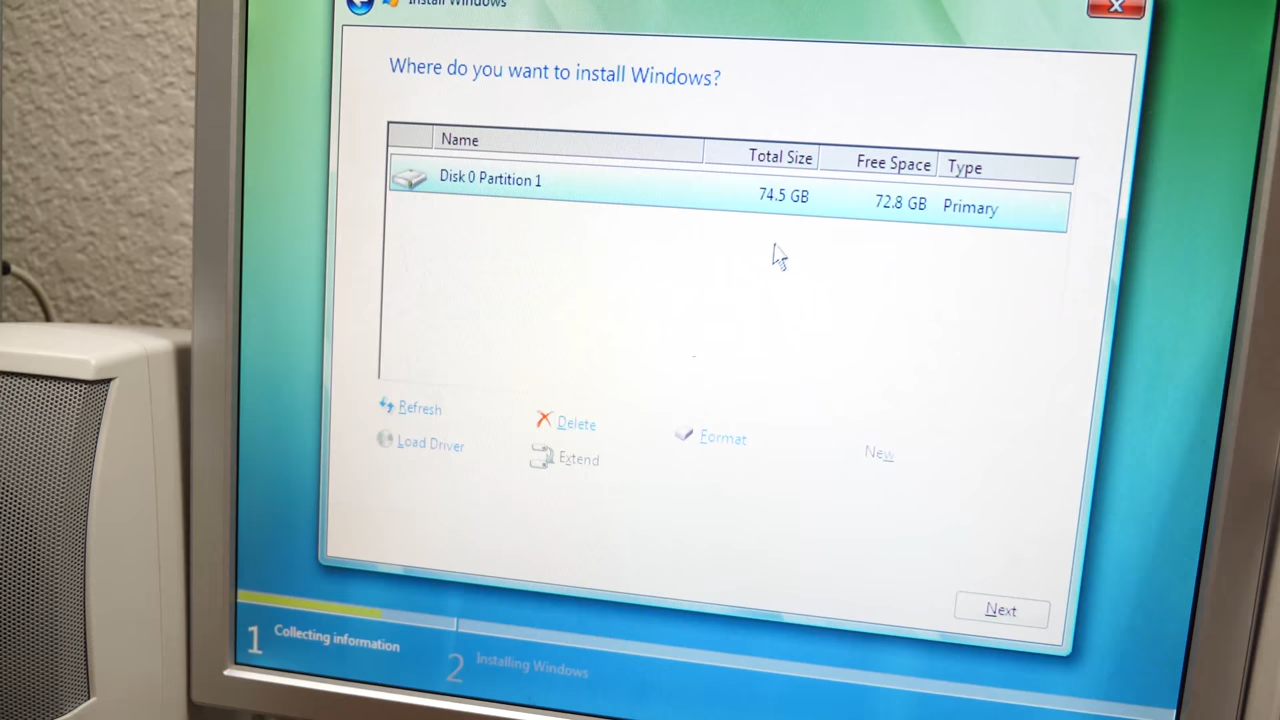 Install Windows
Where do you want to install Windows?
Name Total Size Free Space Type
Disk 0 Partition 1 74.5 GB 72.8 GB Primary
Refresh Delete Format New
Load Driver Extend
Next
1 Collecting information 2 Installing Windows